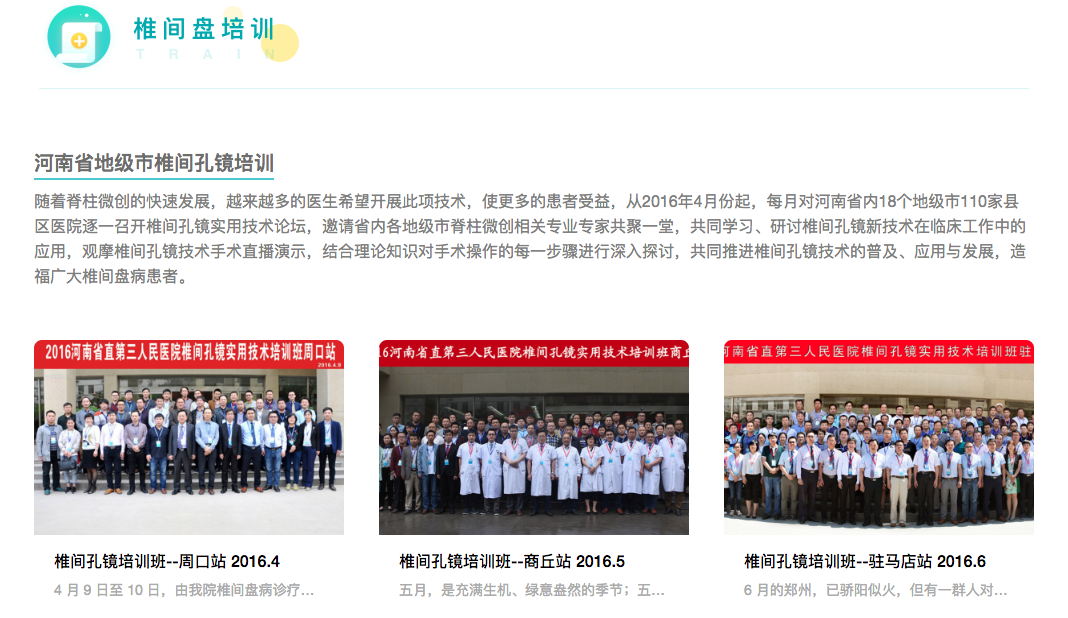 椎间盘培训
TRAIN
河南省地级市椎间孔镜培训
随着脊柱微创的快速发展，越来越多的医生希望开展此项技术，使更多的患者受益，从2016年4月份起，每月对河南省内18个地级市110家县
区医院逐一召开椎间孔镜实用技术论坛，邀请省内各地级市脊柱微创相关专业专家共聚一堂，共同学习、研讨椎间孔镜新技术在临床工作中的
应用，观摩椎间孔镜技术手术直播演示，结合理论知识对手术操作的每一步骤进行深入探讨，共同推进椎间孔镜技术的普及、应用与发展，造
福广大椎间盘病患者。
2016河南省直第三人民医院椎间孔镜实用技术培训班周口站
2016.4.9
16河南省直第三人民医院椎间孔镜实用技术培训班商丘
河南省直第三人民医院椎间孔镜实用技术培训班驻
椎间孔镜培训班--周口站 2016.4
椎间孔镜培训班--商丘站 2016.5
椎间孔镜培训班--驻马店站 2016.6
4 月 9 日至 10 日，由我院椎间盘病诊疗...
五月，是充满生机、绿意盎然的季节；五...
6 月的郑州，已骄阳似火，但有一群人对...